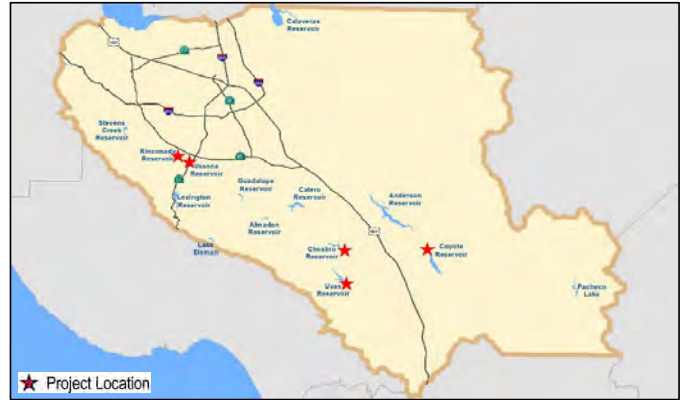 Calaveras
Reservoir
Stevens
Creek
Reservoir
Rinconada
Reservoir
Vasona
Reservoir
Lexington
Reservoir
Guadalupe
Reservoir
Calero
Reservoir
Almaden
Reservoir
Anderson
Reservoir
Lake
Elsman
Chesbro
Reservoir
Coyote
Reservoir
Uvas
Reservoir
Pacheco
Lake
Project Location